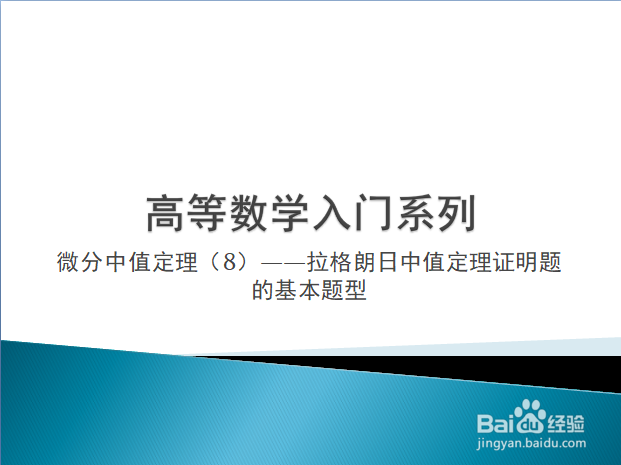 高等数学入门系列
微分中值定理（8）——拉格朗日中值定理证明题
的基本题型
Baidu经验
jingyan.baidu.com